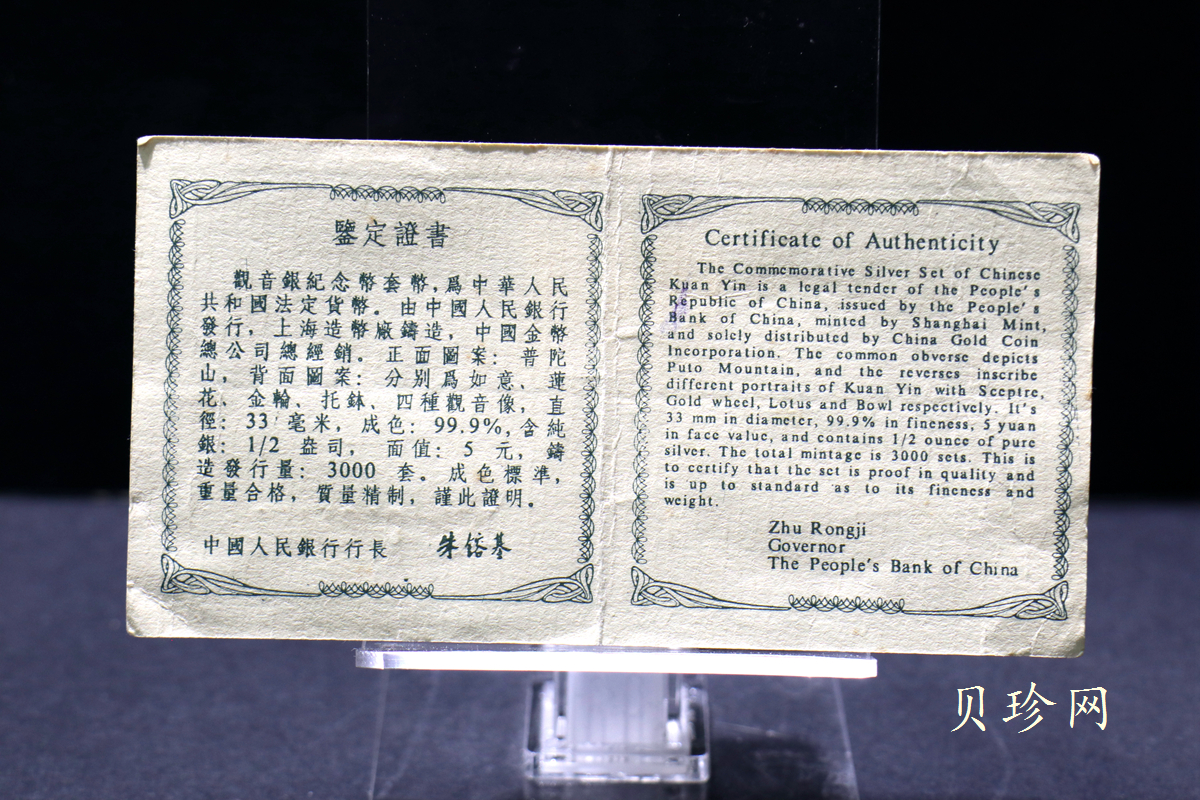 鑒定證書
觀音銀紀念幣套幣，爲中華人民
共和國法定貨幣。由中國人民銀行
發行，上海造幣廠鑄造，中國金幣
總公司總經銷。正面圖案：普陀
山，背面圖案：分别爲如意、蓮
花、金輪、托鉢、四種觀音像，直
徑：33毫米，成色：99.9%，含純
銀：1/2盎司，面值：5元，鑄
造發行量：3000套。成色標準，
重量合格，質量精制，謹此證明。
中國人民銀行行長 朱镕基
Certificate of Authenticity
The Commemorative Silver Set of Chinese
Kuan Yin is a legal tender of the People's
Republic of China, issued by the People's
Bank of China, minted by Shanghai Mint,
and solely distributed by China Gold Coin
Incorporation. The common obverse depicts
Puto Mountain, and the reverses inscribe
different portraits of Kuan Yin with Sceptre,
Gold wheel, Lotus and Bowl respectively. It's
33 mm in diameter, 99.9% in fineness, 5 yuan
in face value, and contains 1/2 ounce of pure
silver. The total mintage is 3000 sets. This is
to certify that the set is proof in quality and
is up to standard as to its fineness and
weight.
Zhu Rongji
Governor
The People's Bank of China
贝珍网